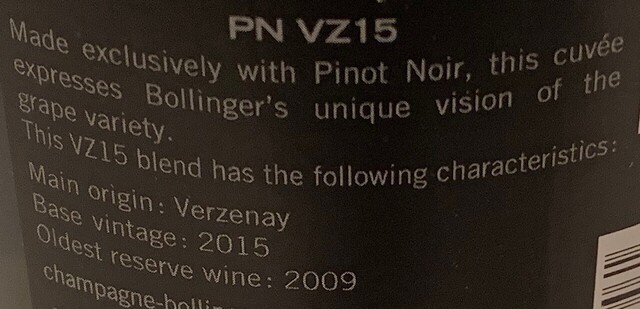 PN VZ15
Made exclusively with Pinot Noir, this cuvée
expresses Bollinger's unique vision of the
grape variety.
This VZ15 blend has the following characteristics:
Main origin: Verzenay
Base vintage: 2015
Oldest reserve wine: 2009